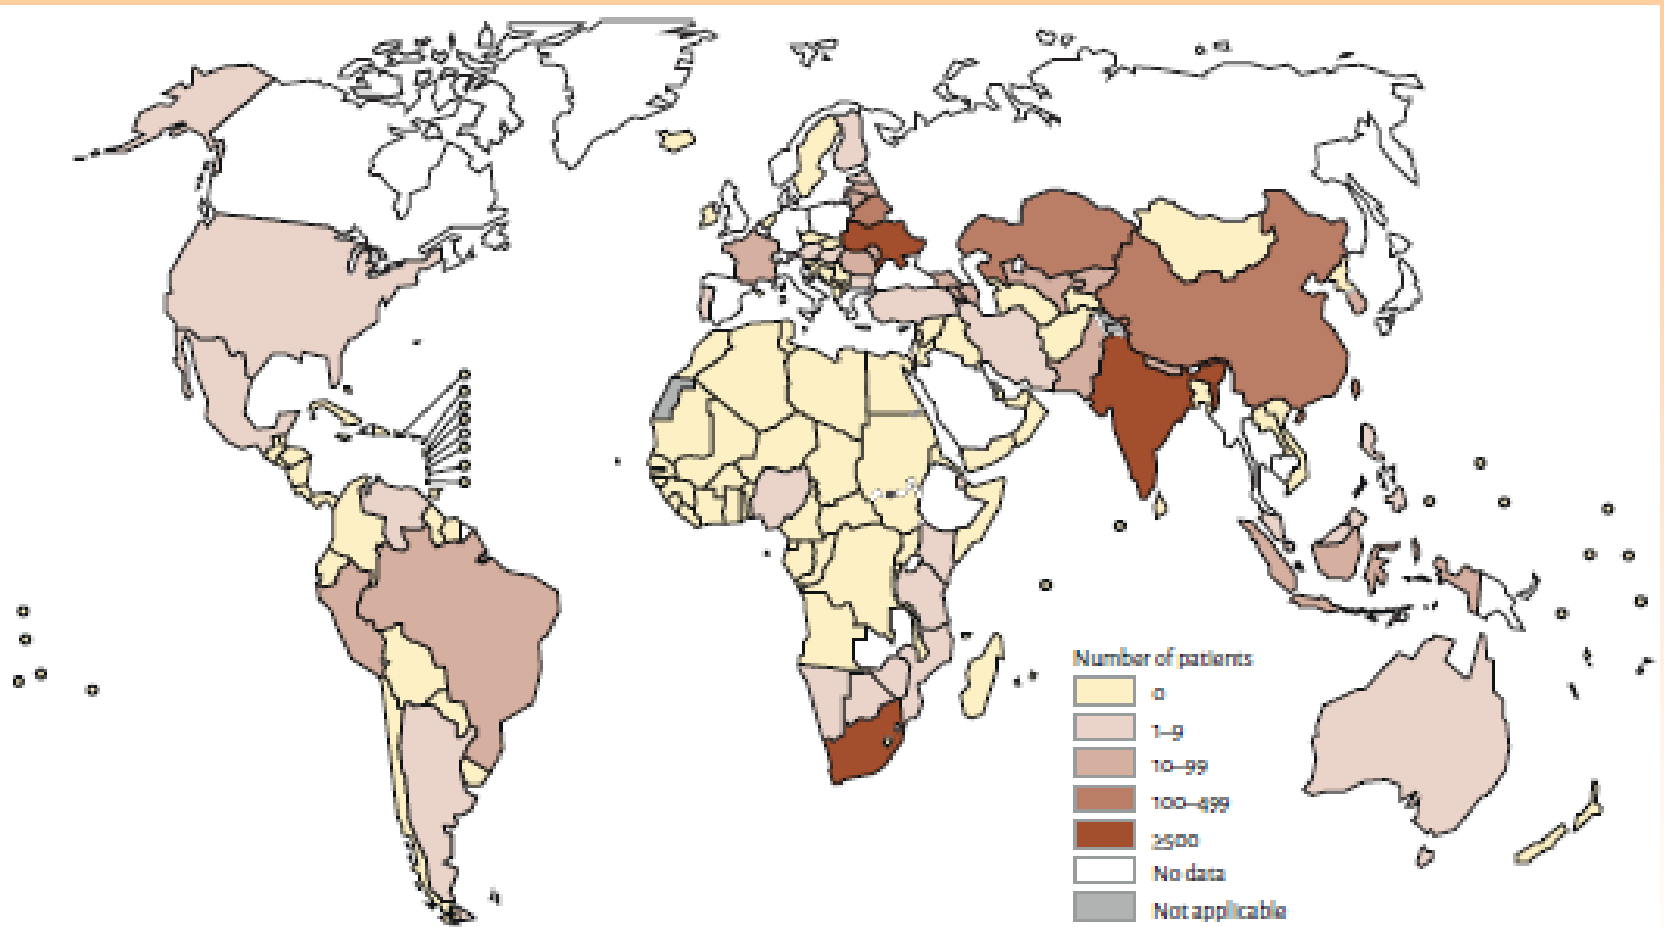 Number of patients
0
1–9
10–99
100–499
≥500
No data
Not applicable